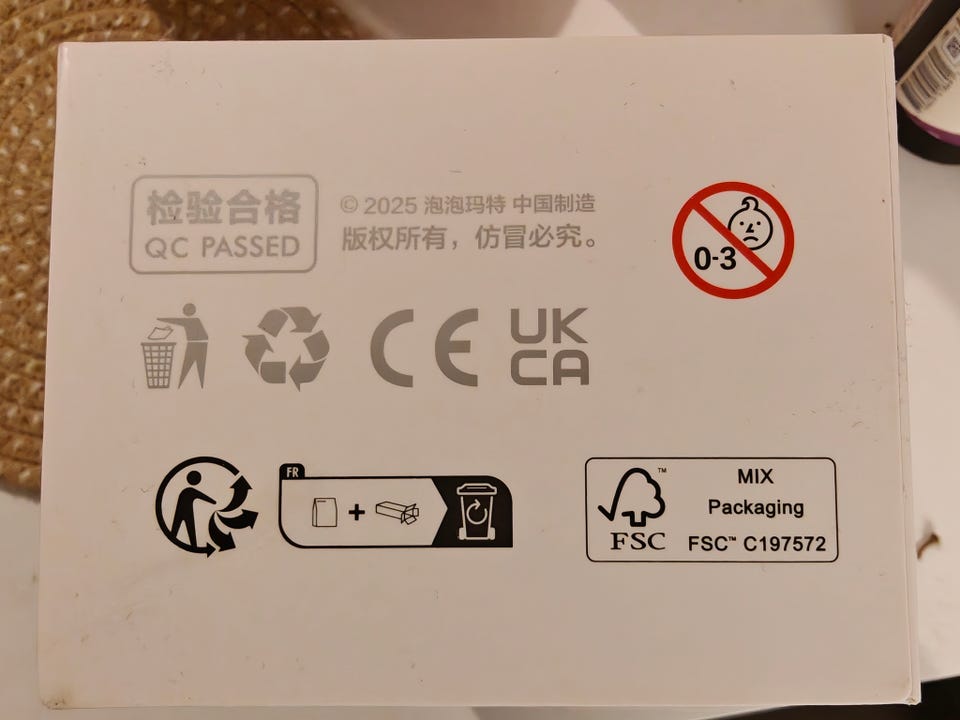 检验合格
QC PASSED
© 2025 泡泡玛特 中国制造
版权所有，仿冒必究。
0-3
CE
UK
CA
FR
FSC™
MIX
Packaging
FSC™ C197572